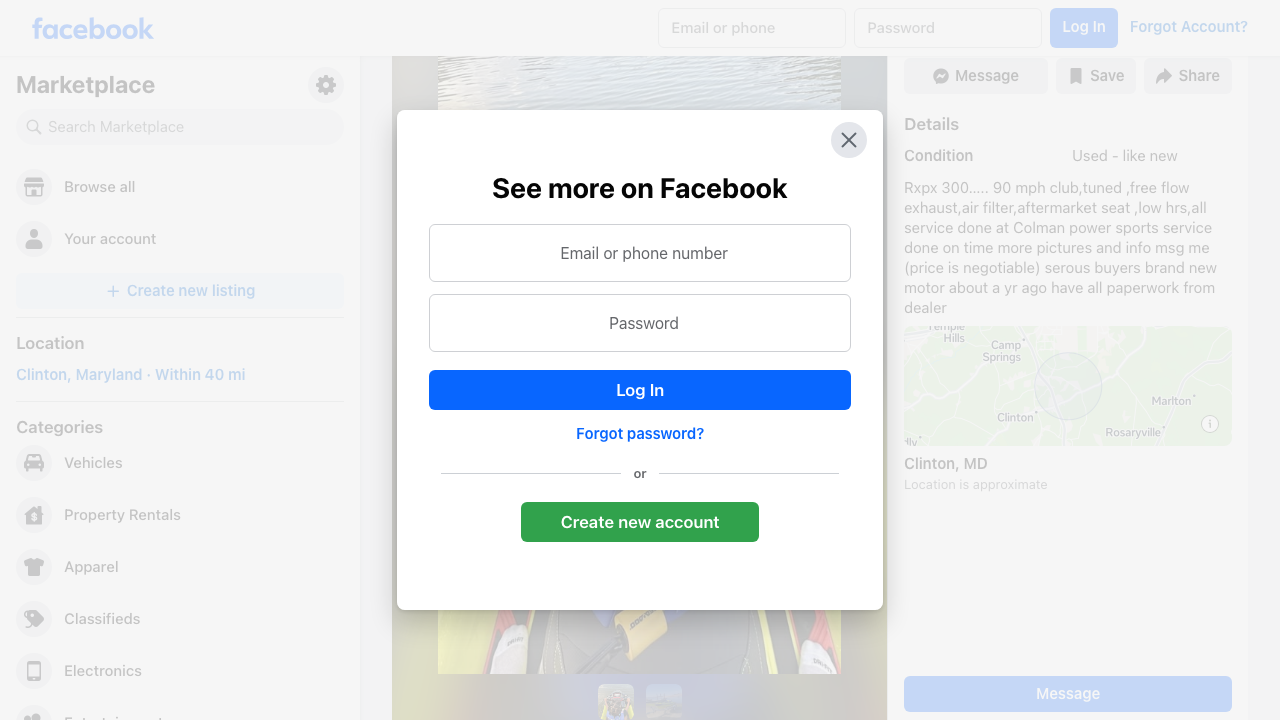 facebook
Email or phone
Password
Log In
Forgot Account?
Marketplace
Search Marketplace
Browse all
Your account
Create new listing
Location
Clinton, Maryland · Within 40 mi
Categories
Vehicles
Property Rentals
Apparel
Classifieds
Electronics
See more on Facebook
Email or phone number
Password
Log In
Forgot password?
or
Create new account
Message
Save
Share
Details
Condition
Used - like new
Rxpx 300..... 90 mph club,tuned ,free flow
exhaust,air filter,aftermarket seat ,low hrs,all
service done at Colman power sports service
done on time more pictures and info msg me
(price is negotiable) serous buyers brand new
motor about a yr ago have all paperwork from
dealer
Temple
Hills
Camp
Springs
Clinton
Marlton
Rosaryville
Clinton, MD
Location is approximate
Message